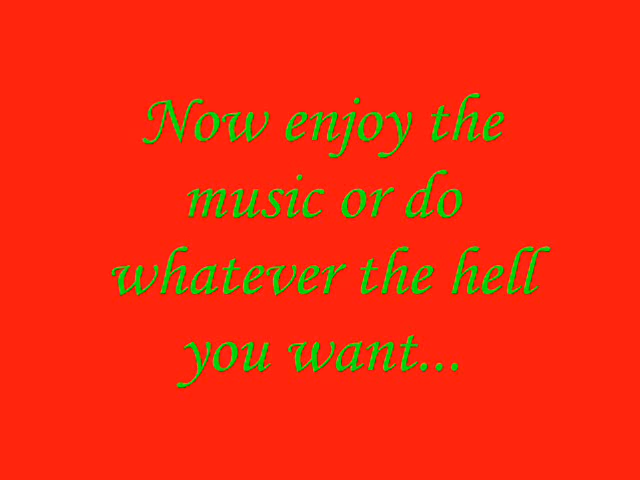 Now enjoy the
music or do
whatever the hell
you want...